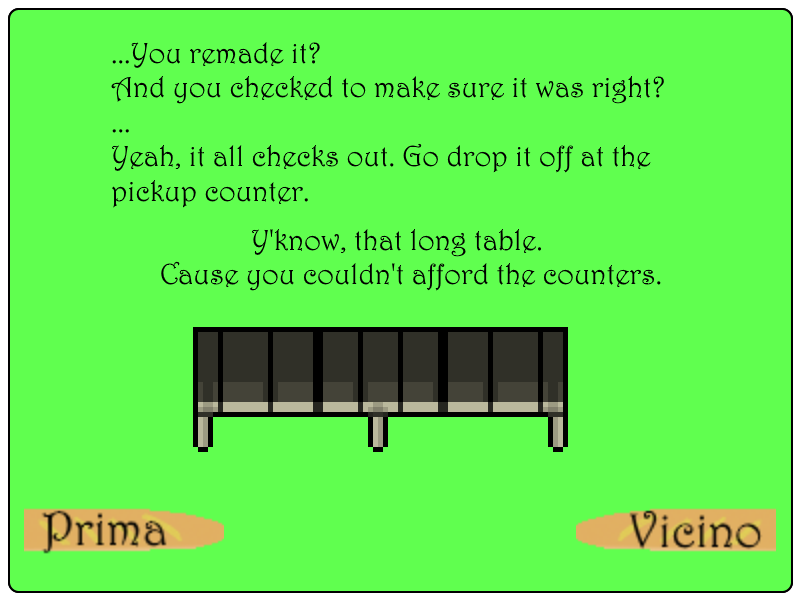 ...You remade it?
And you checked to make sure it was right?
...
Yeah, it all checks out. Go drop it off at the
pickup counter.
Y'know, that long table.
Cause you couldn't afford the counters.
Prima
Vicino